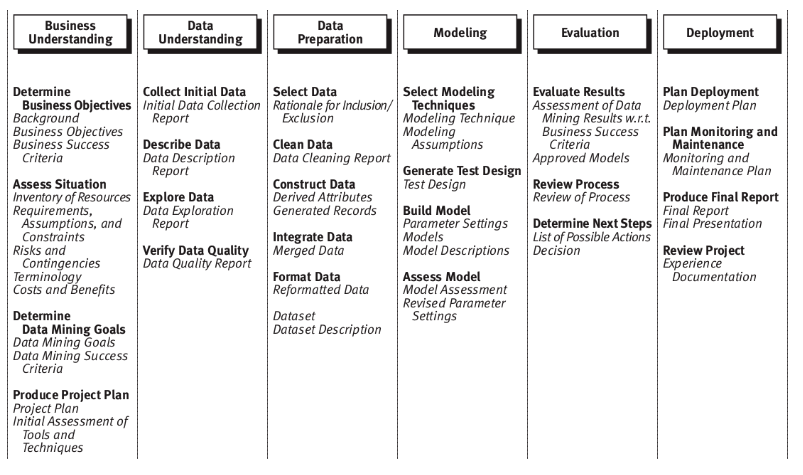 Business
Understanding
Data
Understanding
Data
Preparation
Modeling
Evaluation
Deployment
Determine
Business Objectives
Background
Business Objectives
Business Success
Criteria
Assess Situation
Inventory of Resources
Requirements,
Assumptions, and
Constraints
Risks and
Contingencies
Terminology
Costs and Benefits
Determine
Data Mining Goals
Data Mining Goals
Data Mining Success
Criteria
Produce Project Plan
Project Plan
Initial Assessment of
Tools and
Techniques
Collect Initial Data
Initial Data Collection
Report
Describe Data
Data Description
Report
Explore Data
Data Exploration
Report
Verify Data Quality
Data Quality Report
Select Data
Rationale for Inclusion/
Exclusion
Clean Data
Data Cleaning Report
Construct Data
Derived Attributes
Generated Records
Integrate Data
Merged Data
Format Data
Reformatted Data
Dataset
Dataset Description
Select Modeling
Techniques
Modeling Technique
Modeling
Assumptions
Generate Test Design
Test Design
Build Model
Parameter Settings
Models
Model Descriptions
Assess Model
Model Assessment
Revised Parameter
Settings
Evaluate Results
Assessment of Data
Mining Results w.r.t.
Business Success
Criteria
Approved Models
Review Process
Review of Process
Determine Next Steps
List of Possible Actions
Decision
Plan Deployment
Deployment Plan
Plan Monitoring and
Maintenance
Monitoring and
Maintenance Plan
Produce Final Report
Final Report
Final Presentation
Review Project
Experience
Documentation